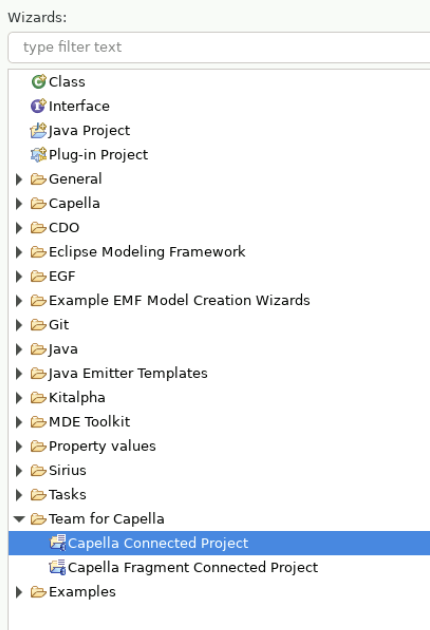 Wizards:
type filter text
Class
Interface
Java Project
Plug-in Project
General
Capella
CDO
Eclipse Modeling Framework
EGF
Example EMF Model Creation Wizards
Git
Java
Java Emitter Templates
Kitalpha
MDE Toolkit
Property values
Sirius
Tasks
Team for Capella
Capella Connected Project
Capella Fragment Connected Project
Examples